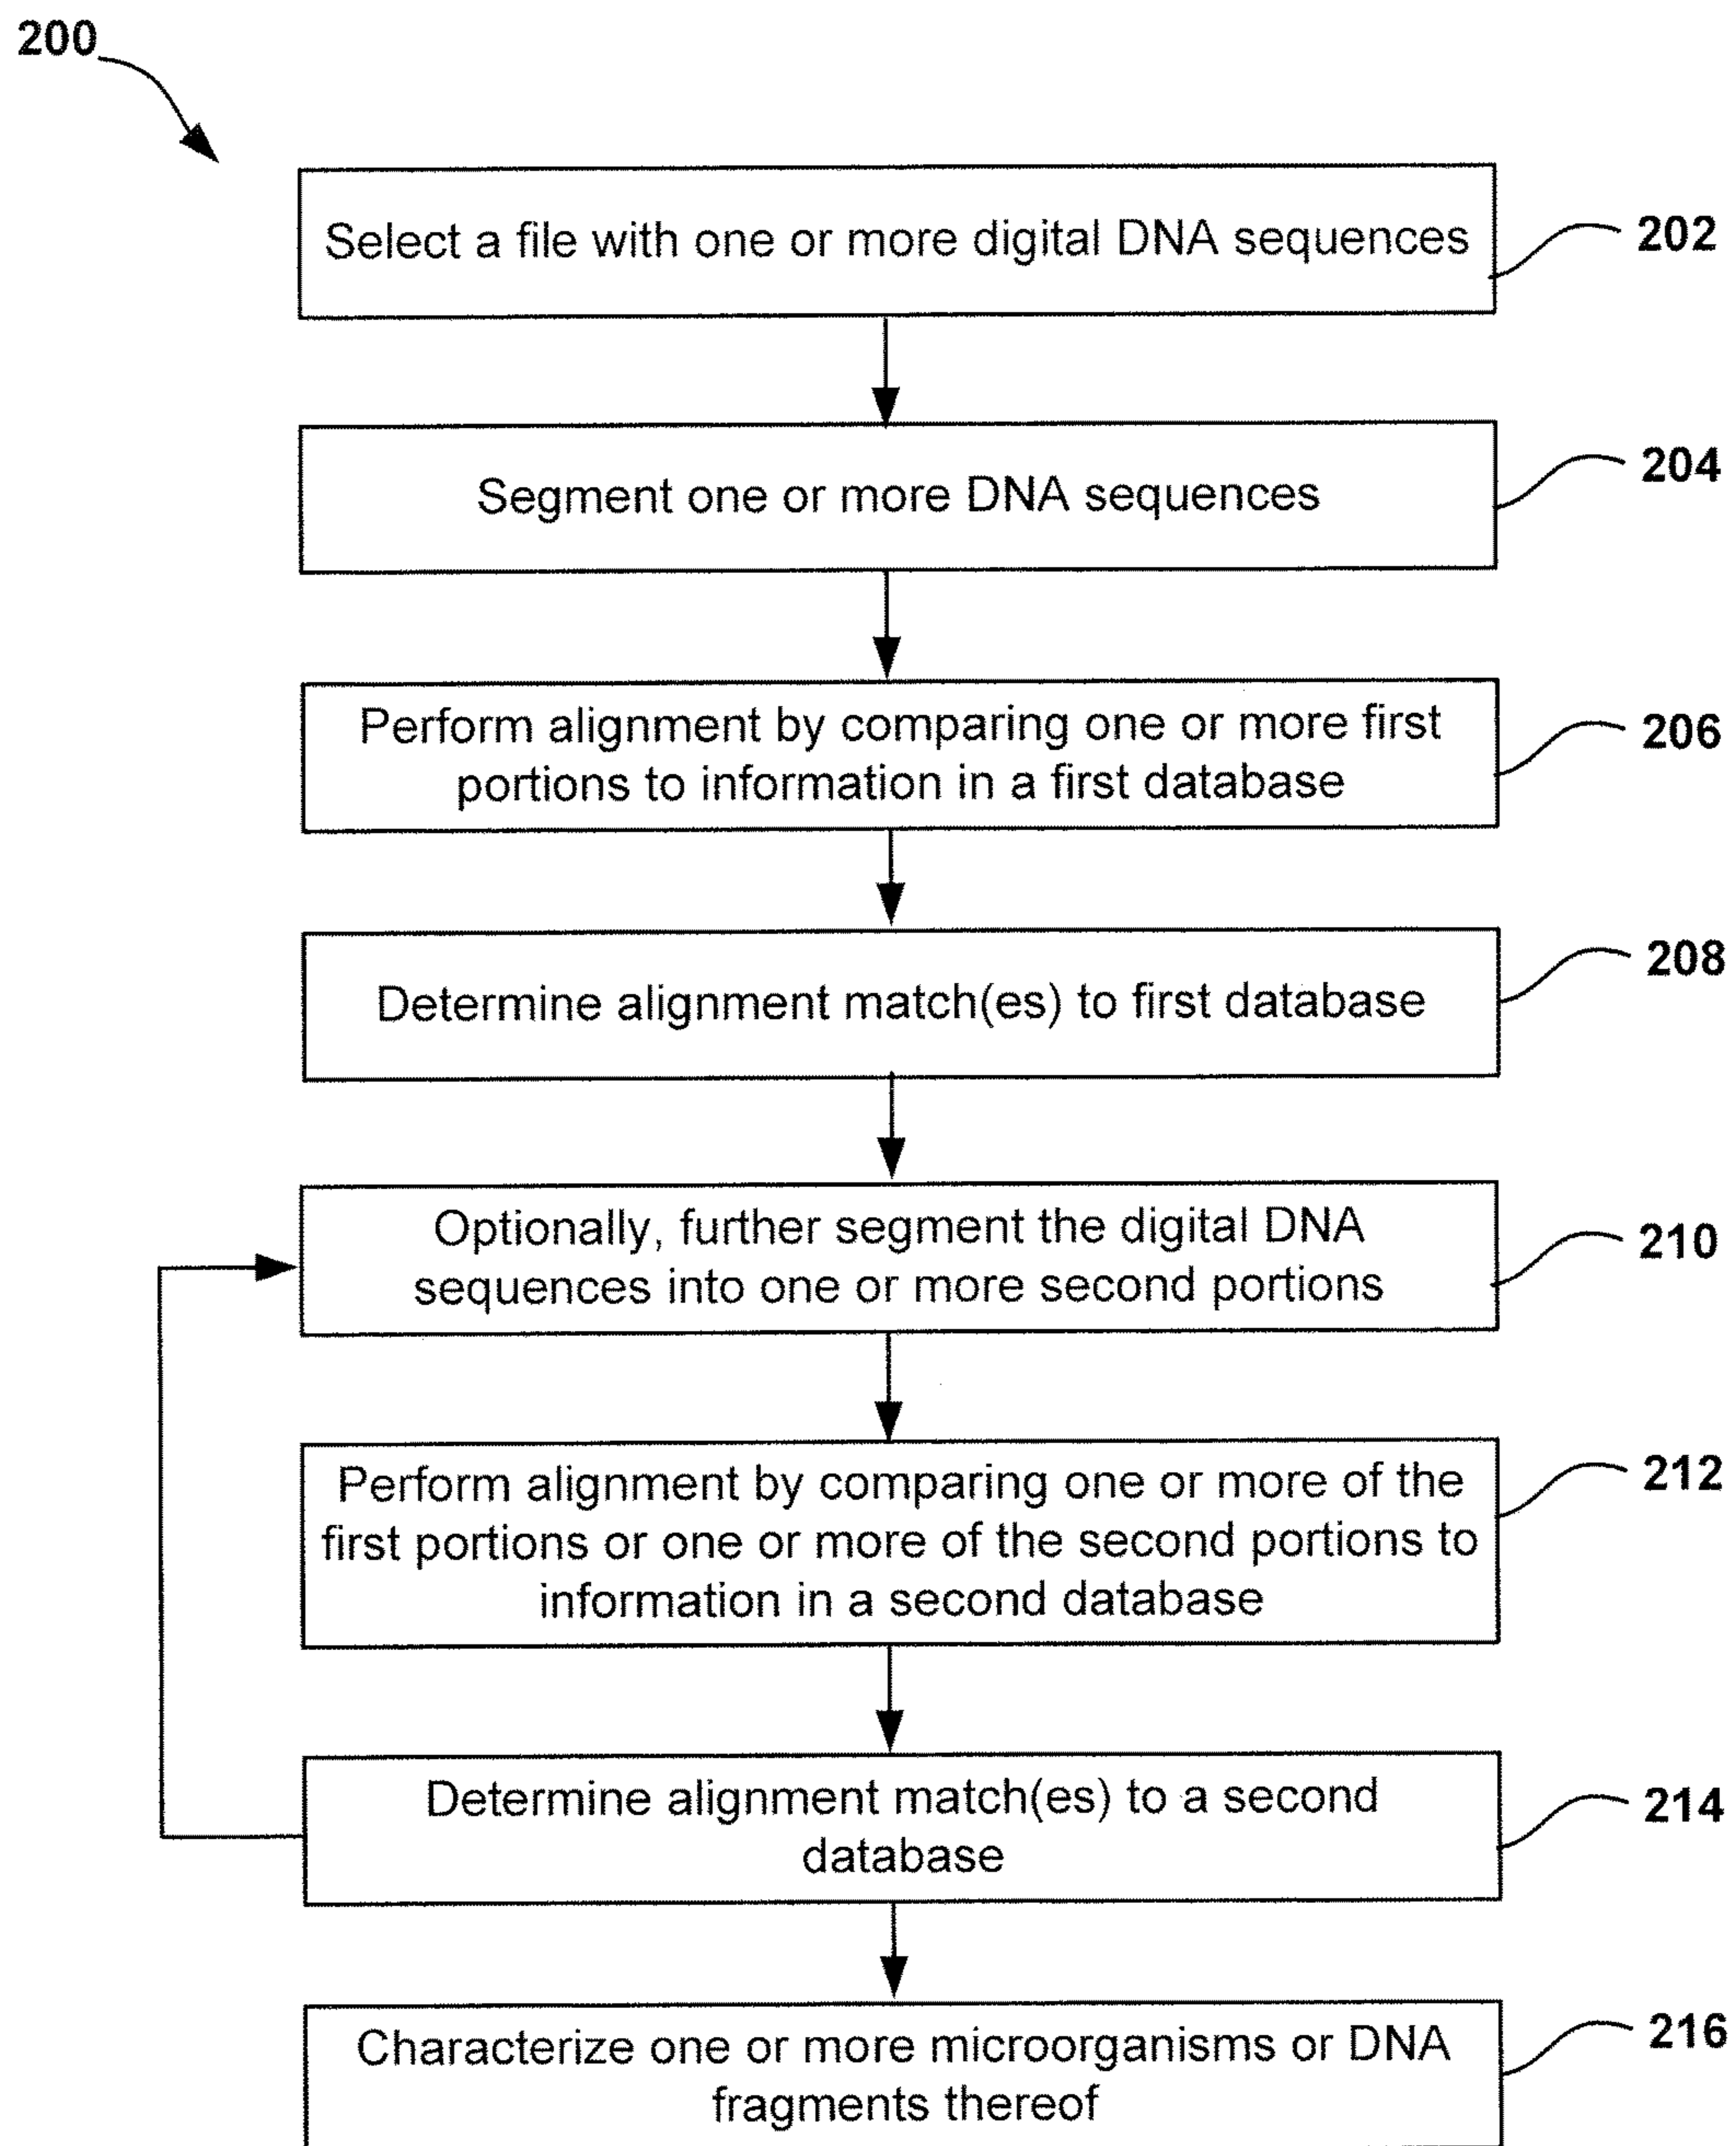 200
Select a file with one or more digital DNA sequences
202
Segment one or more DNA sequences
204
Perform alignment by comparing one or more first
portions to information in a first database
206
Determine alignment match(es) to first database
208
Optionally, further segment the digital DNA
sequences into one or more second portions
210
Perform alignment by comparing one or more of the
first portions or one or more of the second portions to
information in a second database
212
Determine alignment match(es) to a second
database
214
Characterize one or more microorganisms or DNA
fragments thereof
216